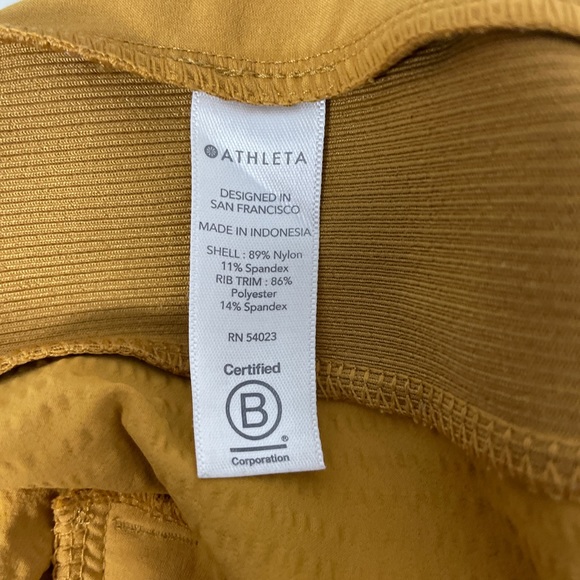 ATHLETA
DESIGNED IN
SAN FRANCISCO
MADE IN INDONESIA
SHELL : 89% Nylon
11% Spandex
RIB TRIM : 86%
Polyester
14% Spandex
RN 54023
Certified
B
®
Corporation